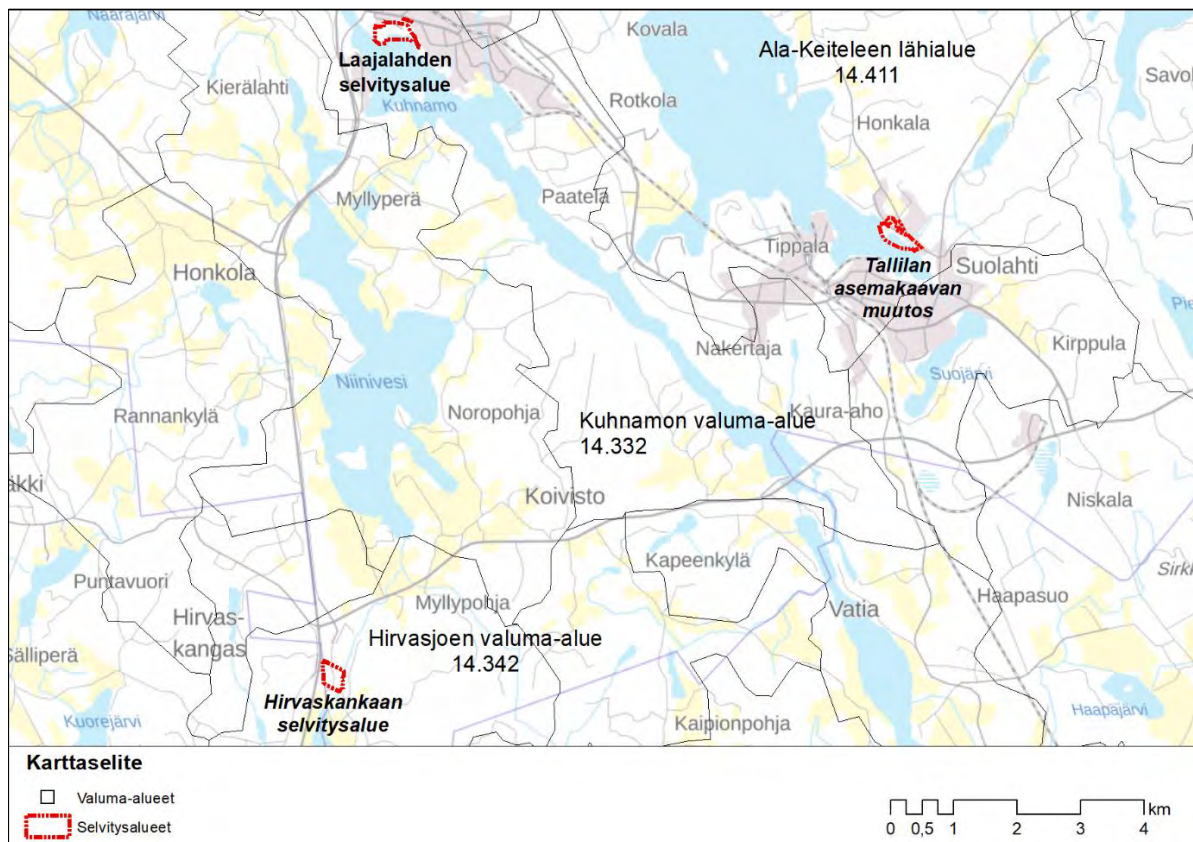 Naarajärvi
Kovala
Ala-Keiteleen lähialue
14.411
Savol
Laajalahden
selvitysalue
Kierälahti
Kuhnamo
Rotkola
Honkala
Myllyperä
Paatela
Tippala
Suolahti
Tallilan
asemakaavan
muutos
Honkola
Pie
Nakertaja
Kirppula
Suojärvi
Niinivesi
Rannankylä
Noropohja
Kuhnamon valuma-alue
14.332
Kaura-aho
äkki
Koivisto
Niskala
Kapeenkylä
Puntavuori
Myllypohja
Vatia
Haapasuo
Sirkk
Hirvas-
kangas
Hirvasjoen valuma-alue
14.342
Sälliperä
Hirvaskankaan
selvitysalue
Kuorejärvi
Kaipionpohja
Haapajärvi
Karttaselite
Valuma-alueet
Selvitysalueet
km
0 0,5 1 2 3 4